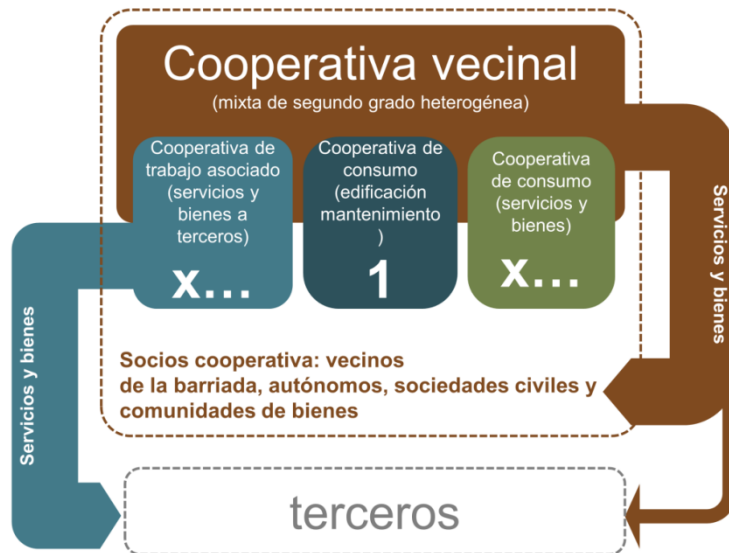 Cooperativa vecinal
(mixta de segundo grado heterogénea)
Cooperativa de
trabajo asociado
(servicios y
bienes a
terceros)
x...
Cooperativa de
consumo
(edificación
mantenimiento
)
1
Cooperativa
de consumo
(servicios y
bienes)
x...
Servicios y bienes
Servicios y bienes
Socios cooperativa: vecinos
de la barriada, autónomos, sociedades civiles y
comunidades de bienes
terceros